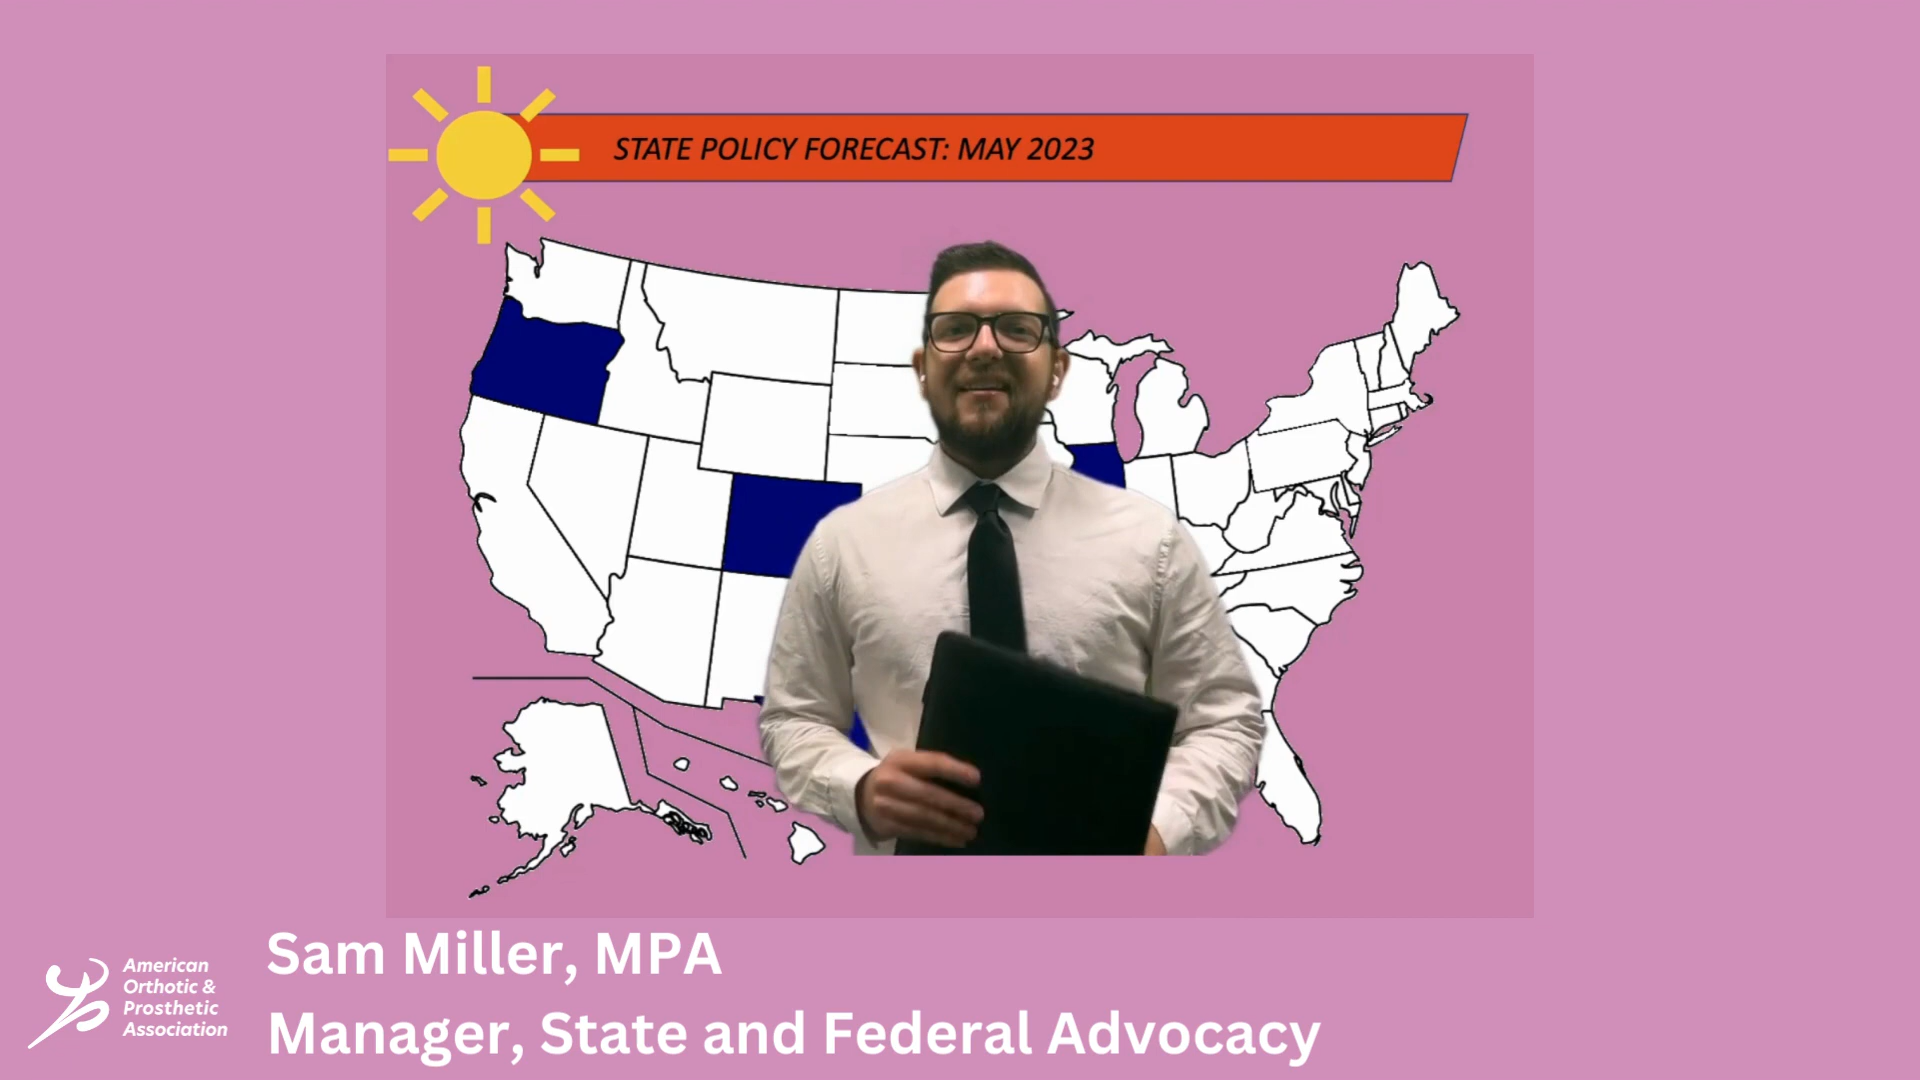 STATE POLICY FORECAST: MAY 2023
Sam Miller, MPA
Manager, State and Federal Advocacy
American
Orthotic &
Prosthetic
Association